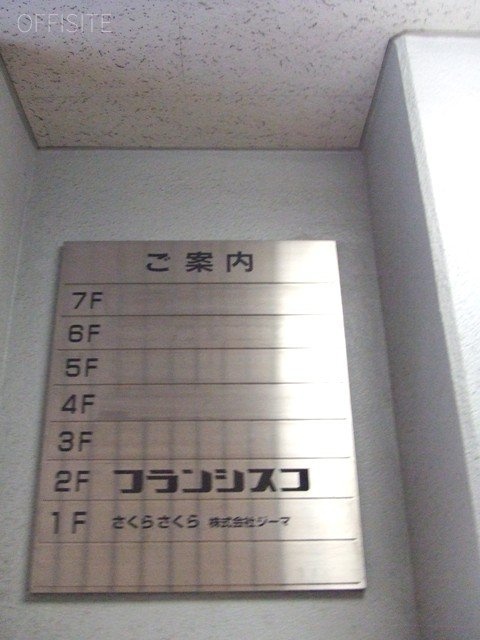 OFFISITE
ご案内
7F
6F
5F
4F
3F
2F フランシスコ
1F さくらさくら 株式会社ジーマ